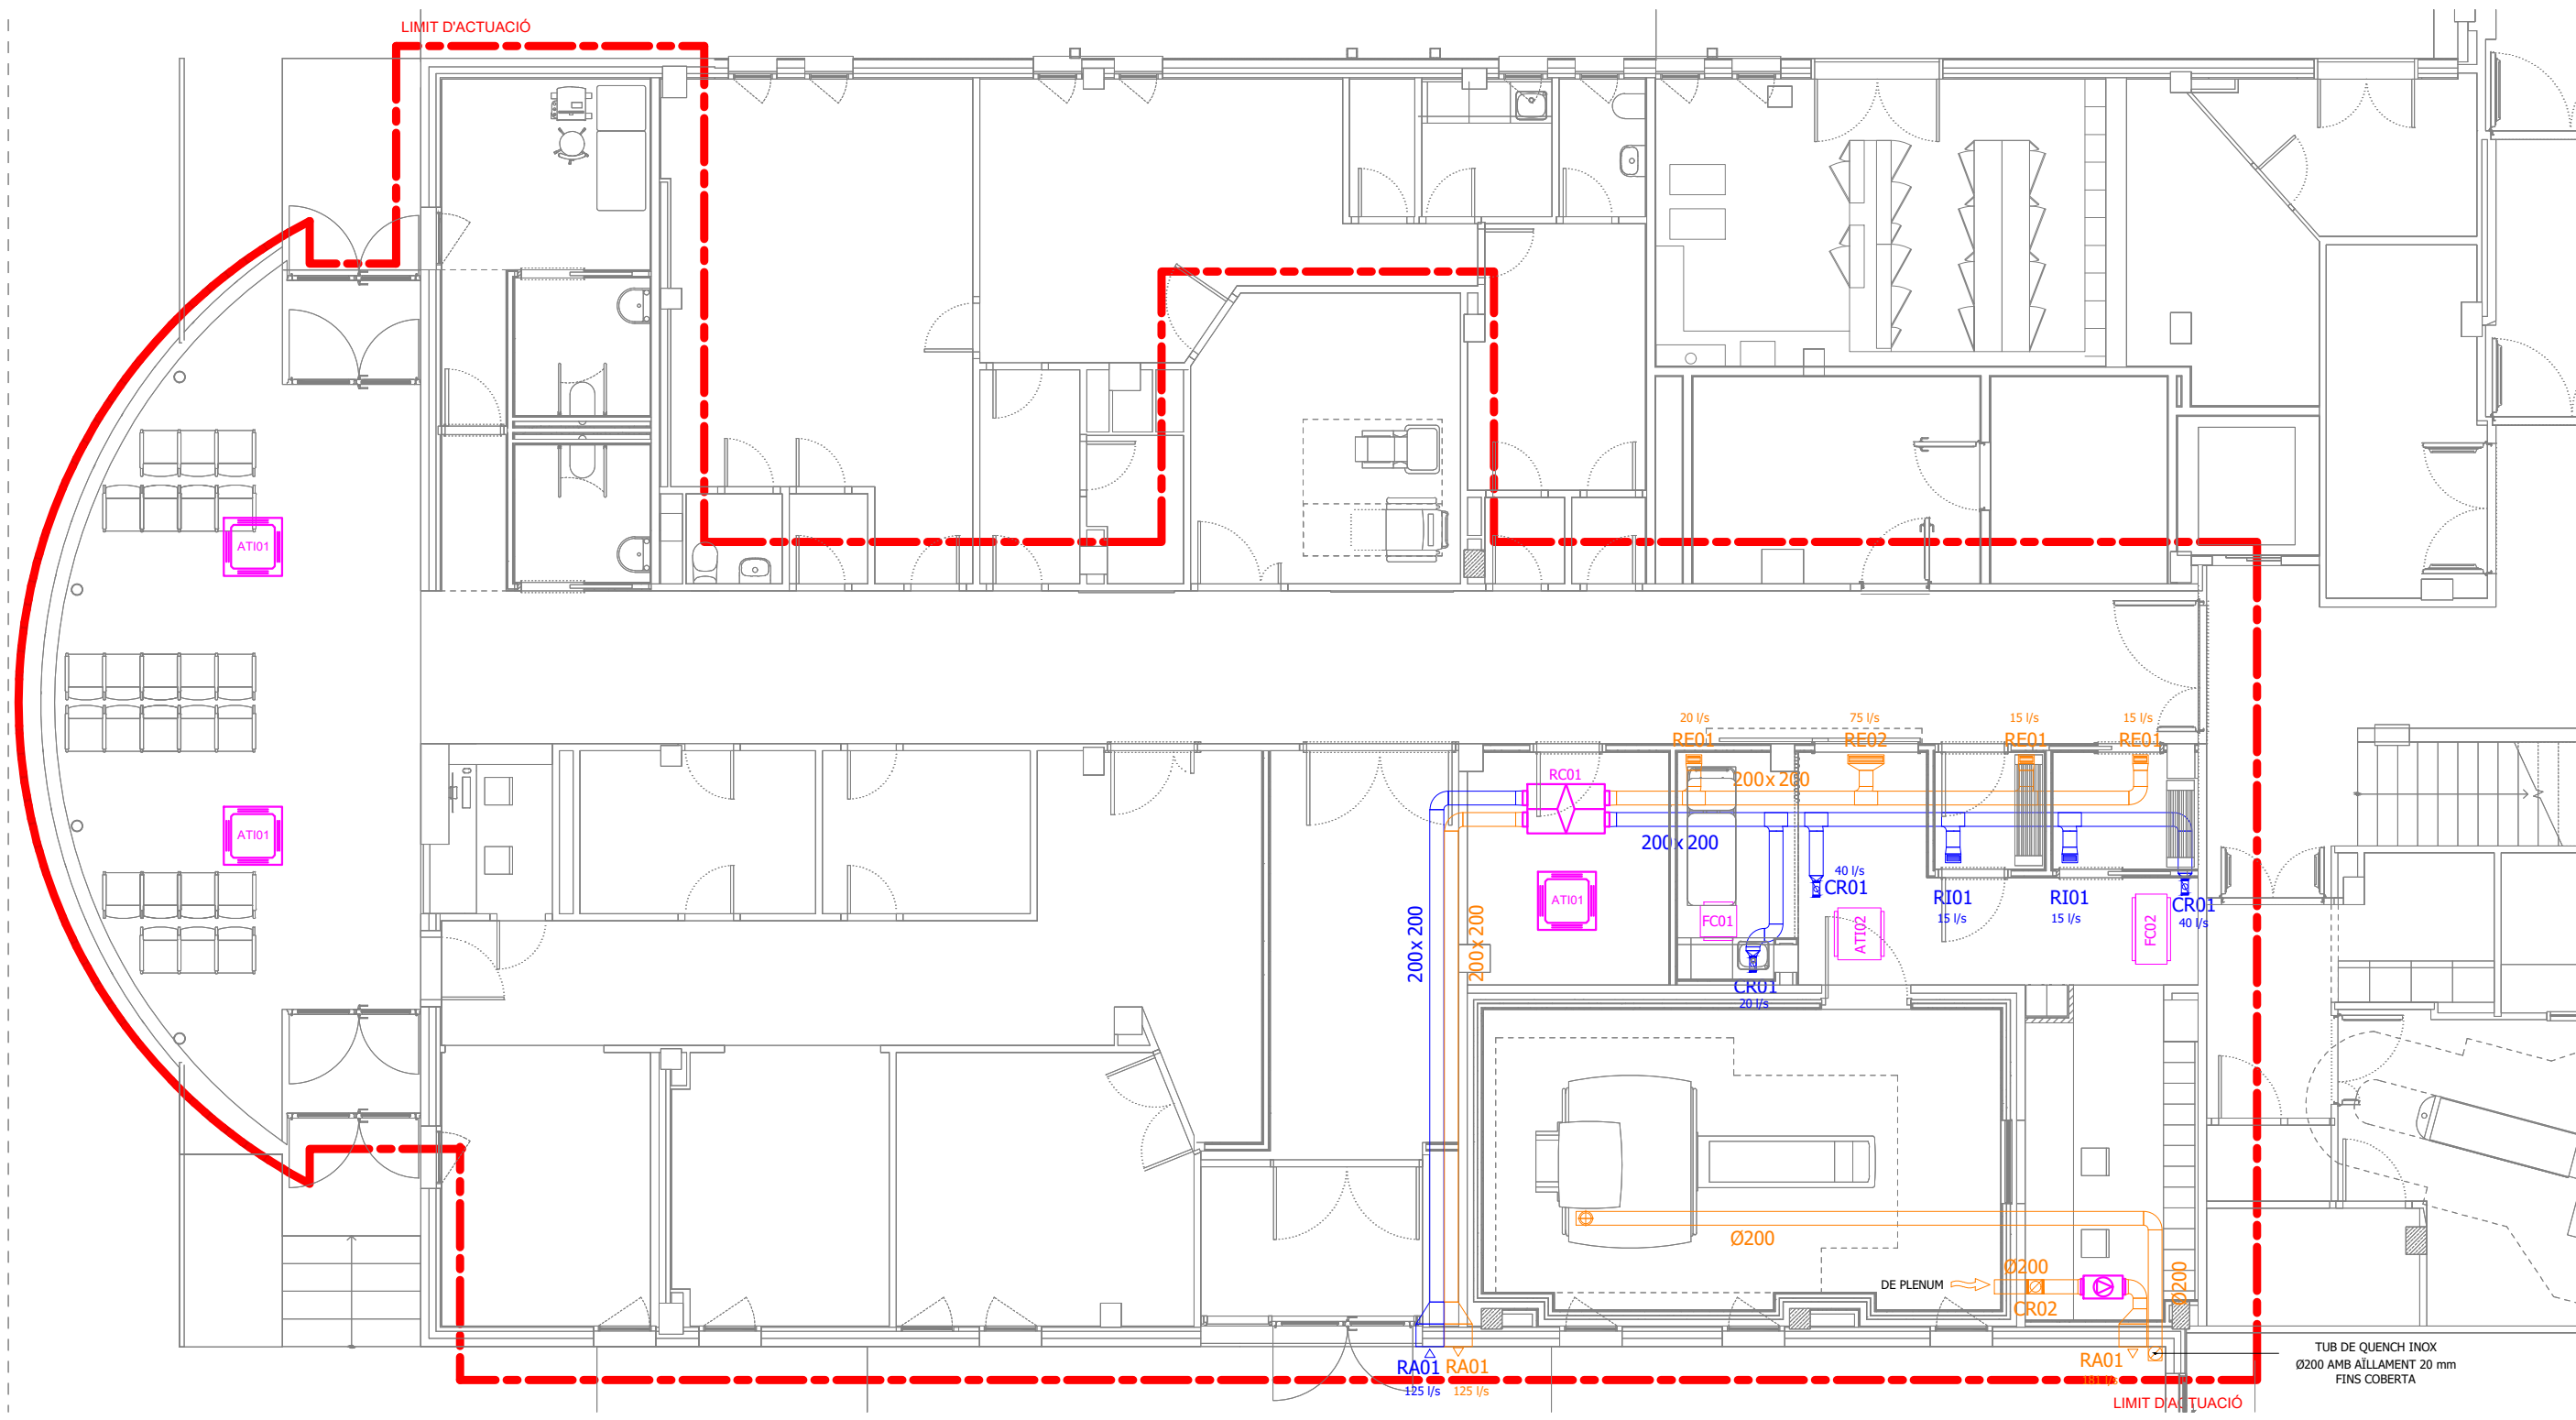 LIMIT D'ACTUACIÓ
ATI01
ATI01
20 l/s
75 l/s
15 l/s
15 l/s
RE01
RE02
RE01
RE01
RC01
200x200
200x200
40 l/s
CR01
ATI01
FC01
ATI02
RI01
15 l/s
RI01
15 l/s
FC02
CR01
40 l/s
200x200
200x200
CR01
20 l/s
Ø200
Ø200
DE PLENUM
CR02
Ø200
RA01
125 l/s
RA01
125 l/s
RA01
181 l/s
TUB DE QUENCH INOX
Ø200 AMB AÏLLAMENT 20 mm
FINS COBERTA
LIMIT D'ACTUACIÓ